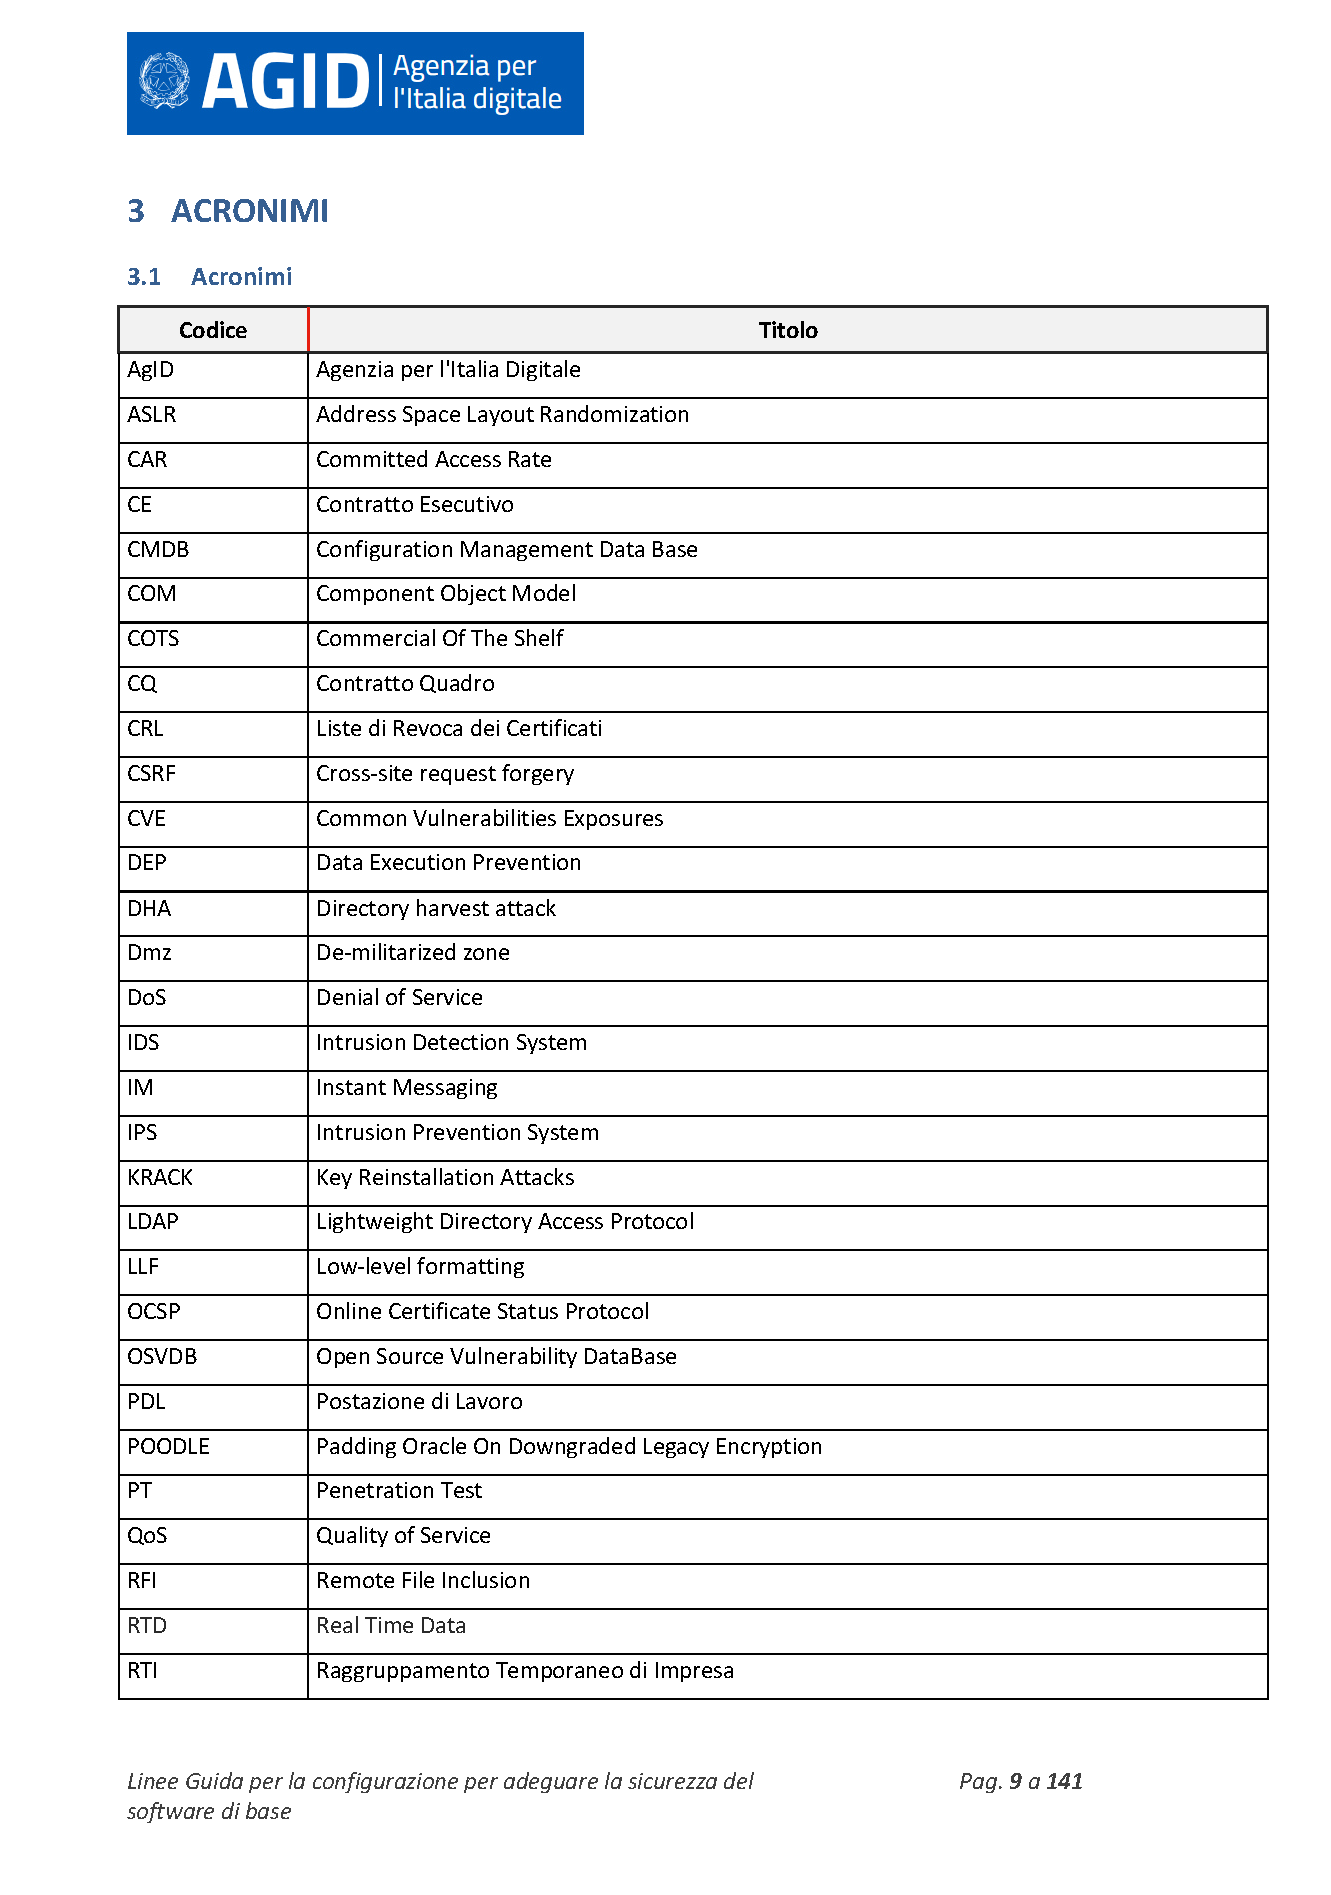 AGID Agenzia per
l'Italia digitale
3 ACRONIMI
3.1 Acronimi
Codice Titolo
AgID Agenzia per l'Italia Digitale
ASLR Address Space Layout Randomization
CAR Committed Access Rate
CE Contratto Esecutivo
CMDB Configuration Management Data Base
COM Component Object Model
COTS Commercial Of The Shelf
CQ Contratto Quadro
CRL Liste di Revoca dei Certificati
CSRF Cross-site request forgery
CVE Common Vulnerabilities Exposures
DEP Data Execution Prevention
DHA Directory harvest attack
Dmz De-militarized zone
DoS Denial of Service
IDS Intrusion Detection System
IM Instant Messaging
IPS Intrusion Prevention System
KRACK Key Reinstallation Attacks
LDAP Lightweight Directory Access Protocol
LLF Low-level formatting
OCSP Online Certificate Status Protocol
OSVDB Open Source Vulnerability DataBase
PDL Postazione di Lavoro
POODLE Padding Oracle On Downgraded Legacy Encryption
PT Penetration Test
QoS Quality of Service
RFI Remote File Inclusion
RTD Real Time Data
RTI Raggruppamento Temporaneo di Impresa
Linee Guida per la configurazione per adeguare la sicurezza del Pag. 9 a 141
software di base